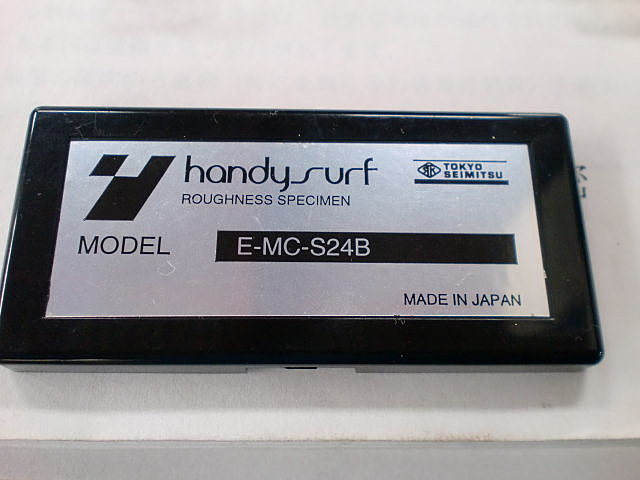 handysurf
TOKYO
SEIMITSU
ROUGHNESS SPECIMEN
MODEL E-MC-S24B
MADE IN JAPAN